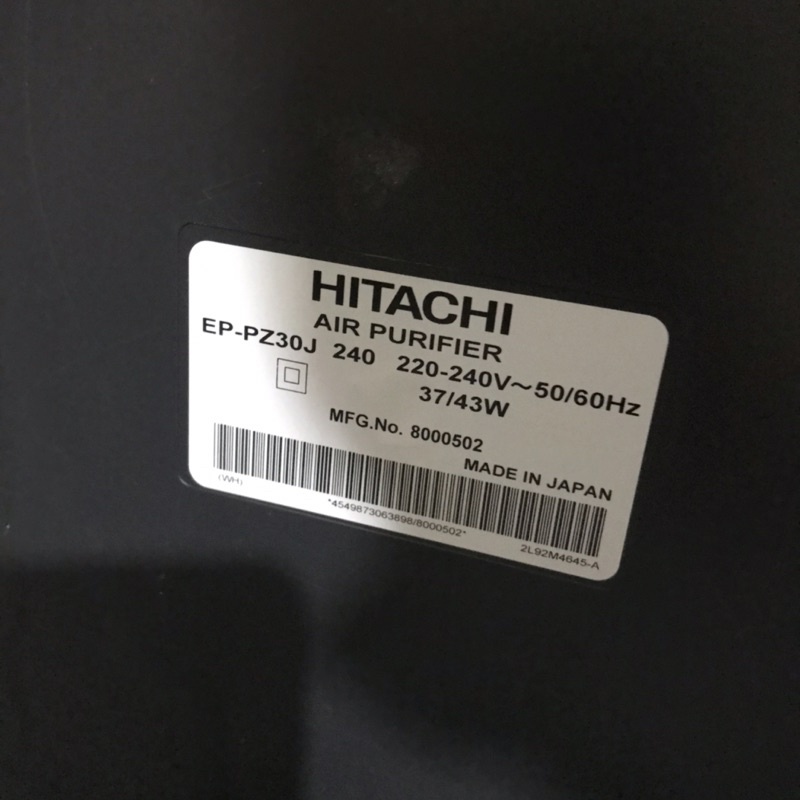 HITACHI
AIR PURIFIER
EP-PZ30J 240 220-240V~50/60Hz
37/43W
MFG.No. 8000502
MADE IN JAPAN
(WH)
*4549873063898/8000502*
2L92M4645-A